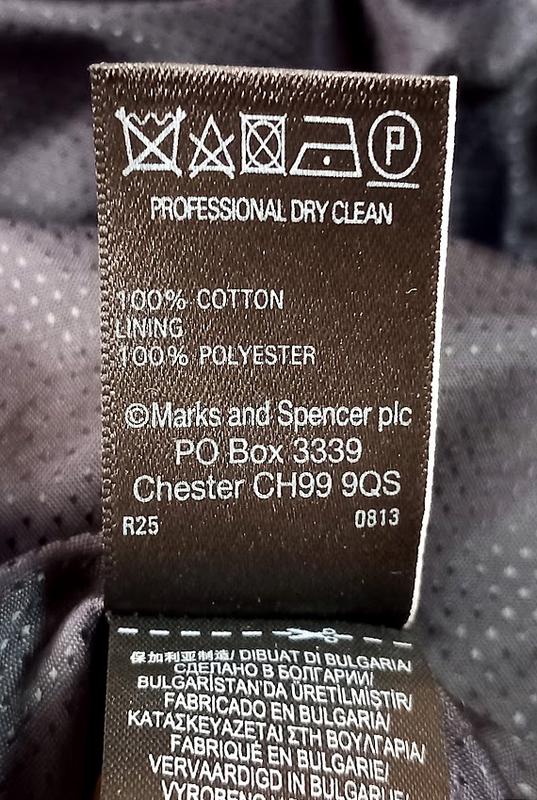 P
PROFESSIONAL DRY CLEAN
100% COTTON
LINING
100% POLYESTER
©Marks and Spencer plc
PO Box 3339
Chester CH99 9QS
R25 0813
保加利亚制造/ DIBUAT DI BULGARIA/
СДЕЛАНО В БОЛГАРИИ/
BULGARİSTAN'DA ÜRETİLMİŞTİR/
FABRICADO EN BULGARIA/
ΚΑΤΑΣΚΕΥΑΖΕΤΑΙ ΣΤΗ ΒΟΥΛΓΑΡΙΑ/
FABRIQUÉ EN BULGARIE/
VERVAARDIGD IN BULGARIJE/